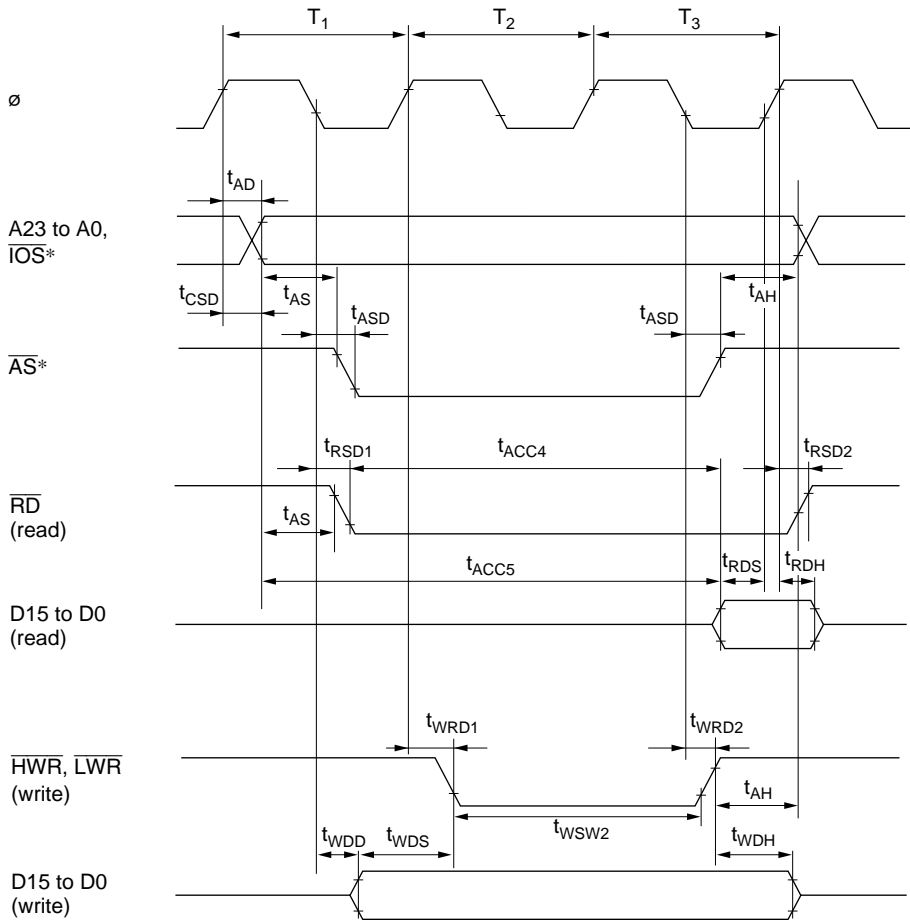 T1 T2 T3
ø
tAD
A23 to A0,
IOS*
tCSD tAS tAH
tASD tASD
AS*
tRSD1 tACC4 tRSD2
RD
(read)
tAS
tACC5 tRDS tRDH
D15 to D0
(read)
tWRD1 tWRD2
HWR, LWR
(write)
tAH
tWSW2
tWDD tWDS tWDH
D15 to D0
(write)